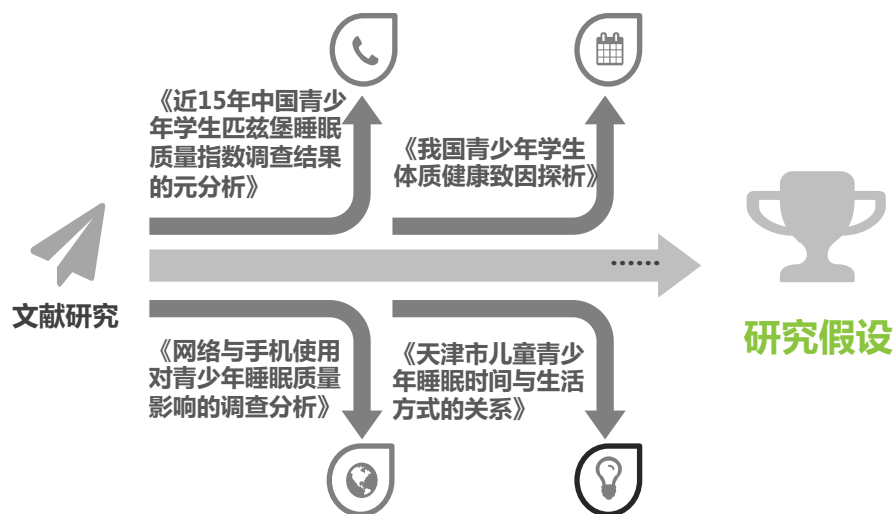 《近15年中国青少
年学生匹兹堡睡眠
质量指数调查结果
的元分析》
《我国青少年学生
体质健康致因探析》
文献研究
······
研究假设
《网络与手机使用
对青少年睡眠质量
影响的调查分析》
《天津市儿童青少
年睡眠时间与生活
方式的关系》